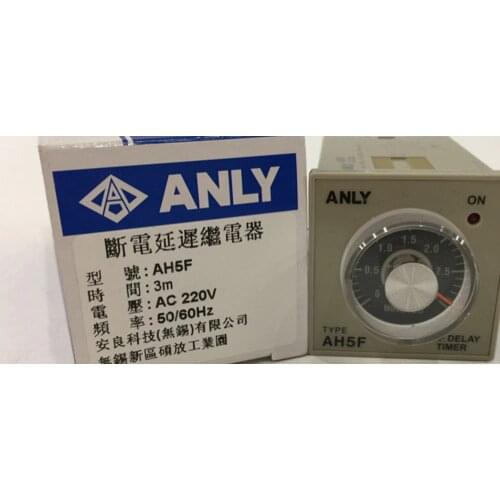 ANLY
斷電延遲繼電器
型 號:AH5F
時 間:3m
電 壓:AC 220V
頻 率:50/60Hz
安良科技(無錫)有限公司
無錫新區碩放工業園
ANLY
ON
0 0.5 1.0 1.5 2.0 2.5
TYPE
AH5F
DELAY
TIMER